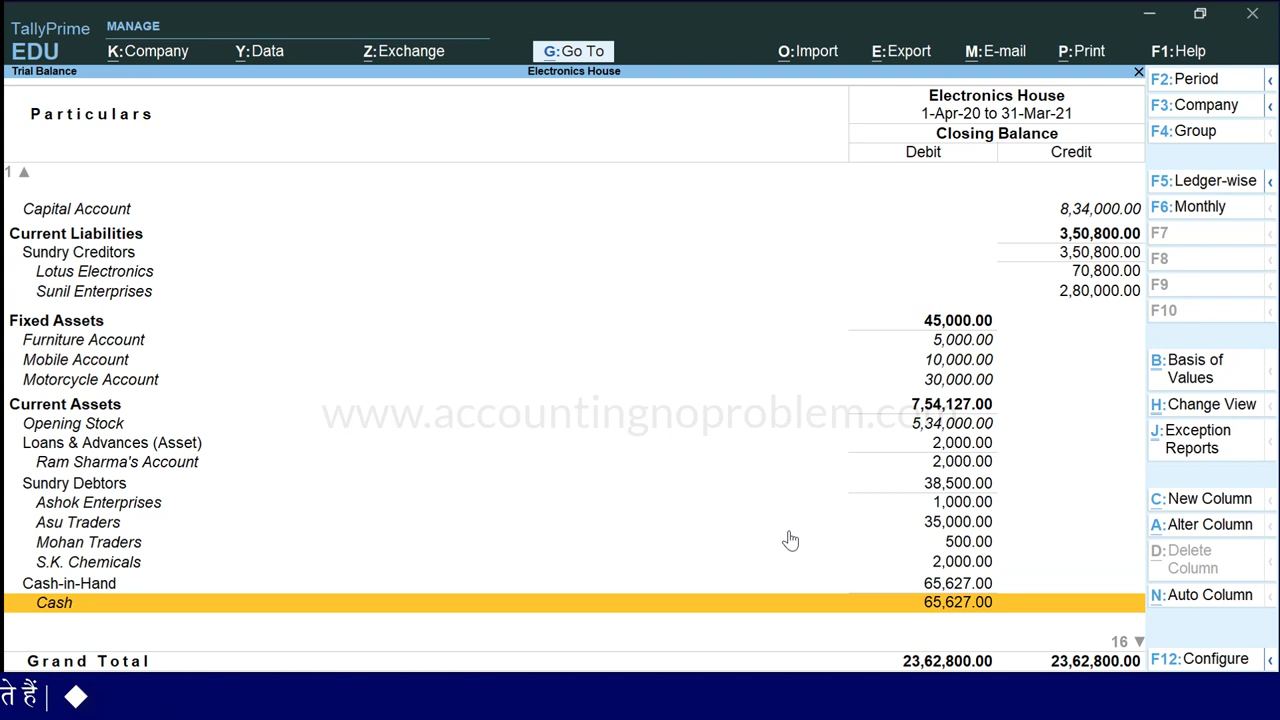 TallyPrime MANAGE
EDU K:Company Y:Data Z:Exchange G:Go To O:Import E:Export M:E-mail P:Print F1:Help
Trial Balance Electronics House
F2:Period
Particulars Electronics House
1-Apr-20 to 31-Mar-21
F3:Company
Closing Balance
F4:Group
Debit Credit
1
F5:Ledger-wise
Capital Account 8,34,000.00
F6:Monthly
Current Liabilities 3,50,800.00
F7
Sundry Creditors 3,50,800.00
F8
Lotus Electronics 70,800.00
Sunil Enterprises 2,80,000.00
F9
F10
Fixed Assets 45,000.00
Furniture Account 5,000.00
Mobile Account 10,000.00
B:Basis of
Values
Motorcycle Account 30,000.00
Current Assets 7,54,127.00
H:Change View
www.accountingnoproblem.com
Opening Stock 5,34,000.00
J:Exception
Reports
Loans & Advances (Asset) 2,000.00
Ram Sharma's Account 2,000.00
Sundry Debtors 38,500.00
Ashok Enterprises 1,000.00
C:New Column
Asu Traders 35,000.00
A:Alter Column
Mohan Traders 500.00
D:Delete
Column
S.K. Chemicals 2,000.00
Cash-in-Hand 65,627.00
N:Auto Column
Cash 65,627.00
16
Grand Total 23,62,800.00 23,62,800.00
F12:Configure
ते हैं |